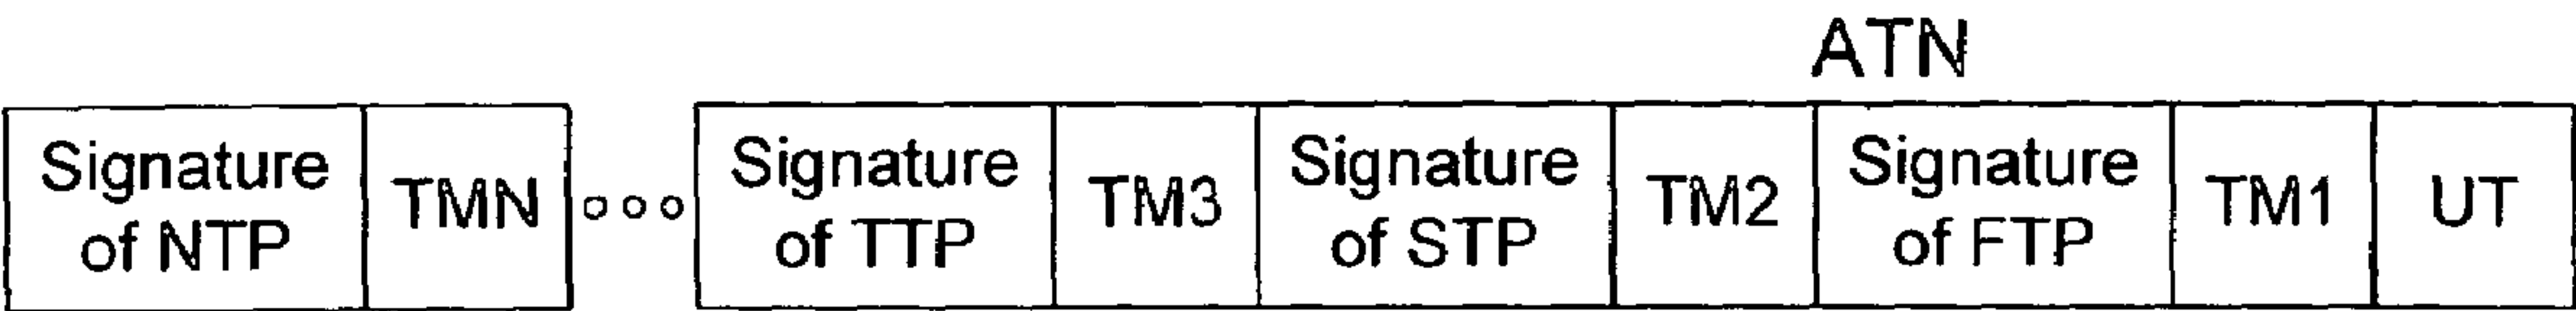 ATN
Signature
of NTP
TMN
Signature
of TTP
TM3
Signature
of STP
TM2
Signature
of FTP
TM1
UT